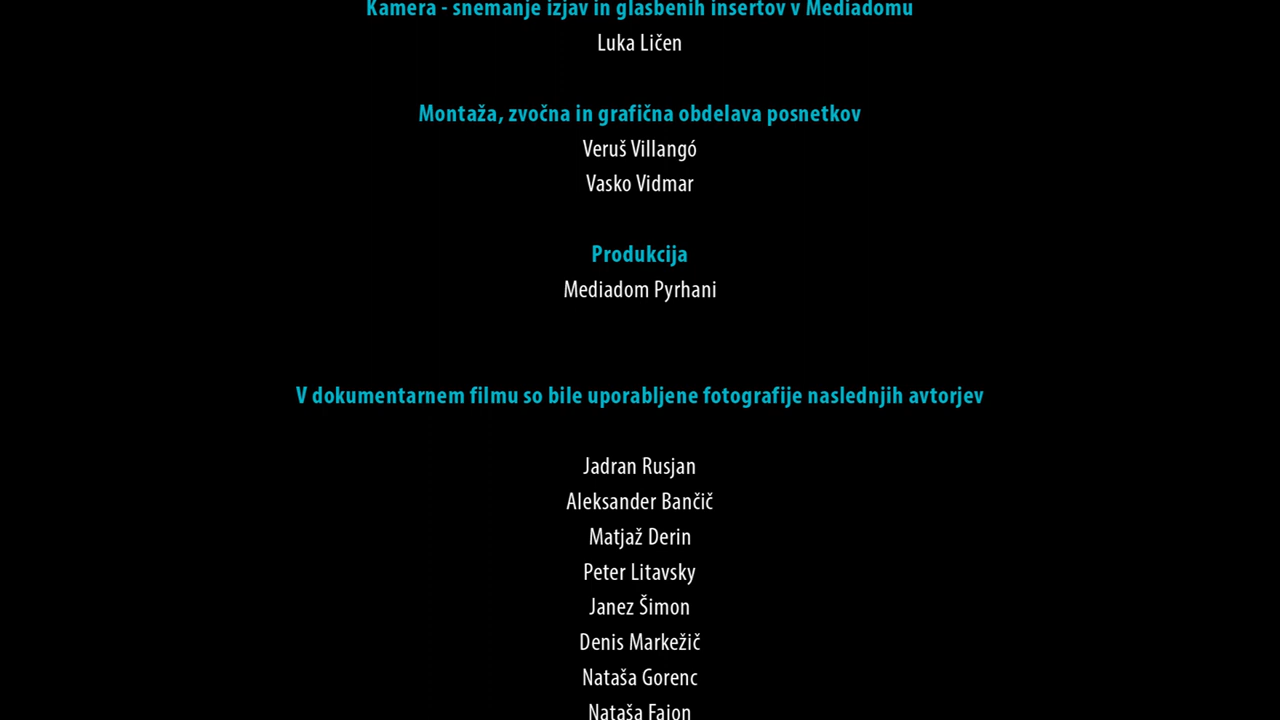 Kamera - snemanje izjav in glasbenih insertov v Mediadomu
Luka Ličen
Montaža, zvočna in grafična obdelava posnetkov
Veruš Villangó
Vasko Vidmar
Produkcija
Mediadom Pyrhani
V dokumentarnem filmu so bile uporabljene fotografije naslednjih avtorjev
Jadran Rusjan
Aleksander Bančič
Matjaž Derin
Peter Litavsky
Janez Šimon
Denis Markežič
Nataša Gorenc
Nataša Fajon